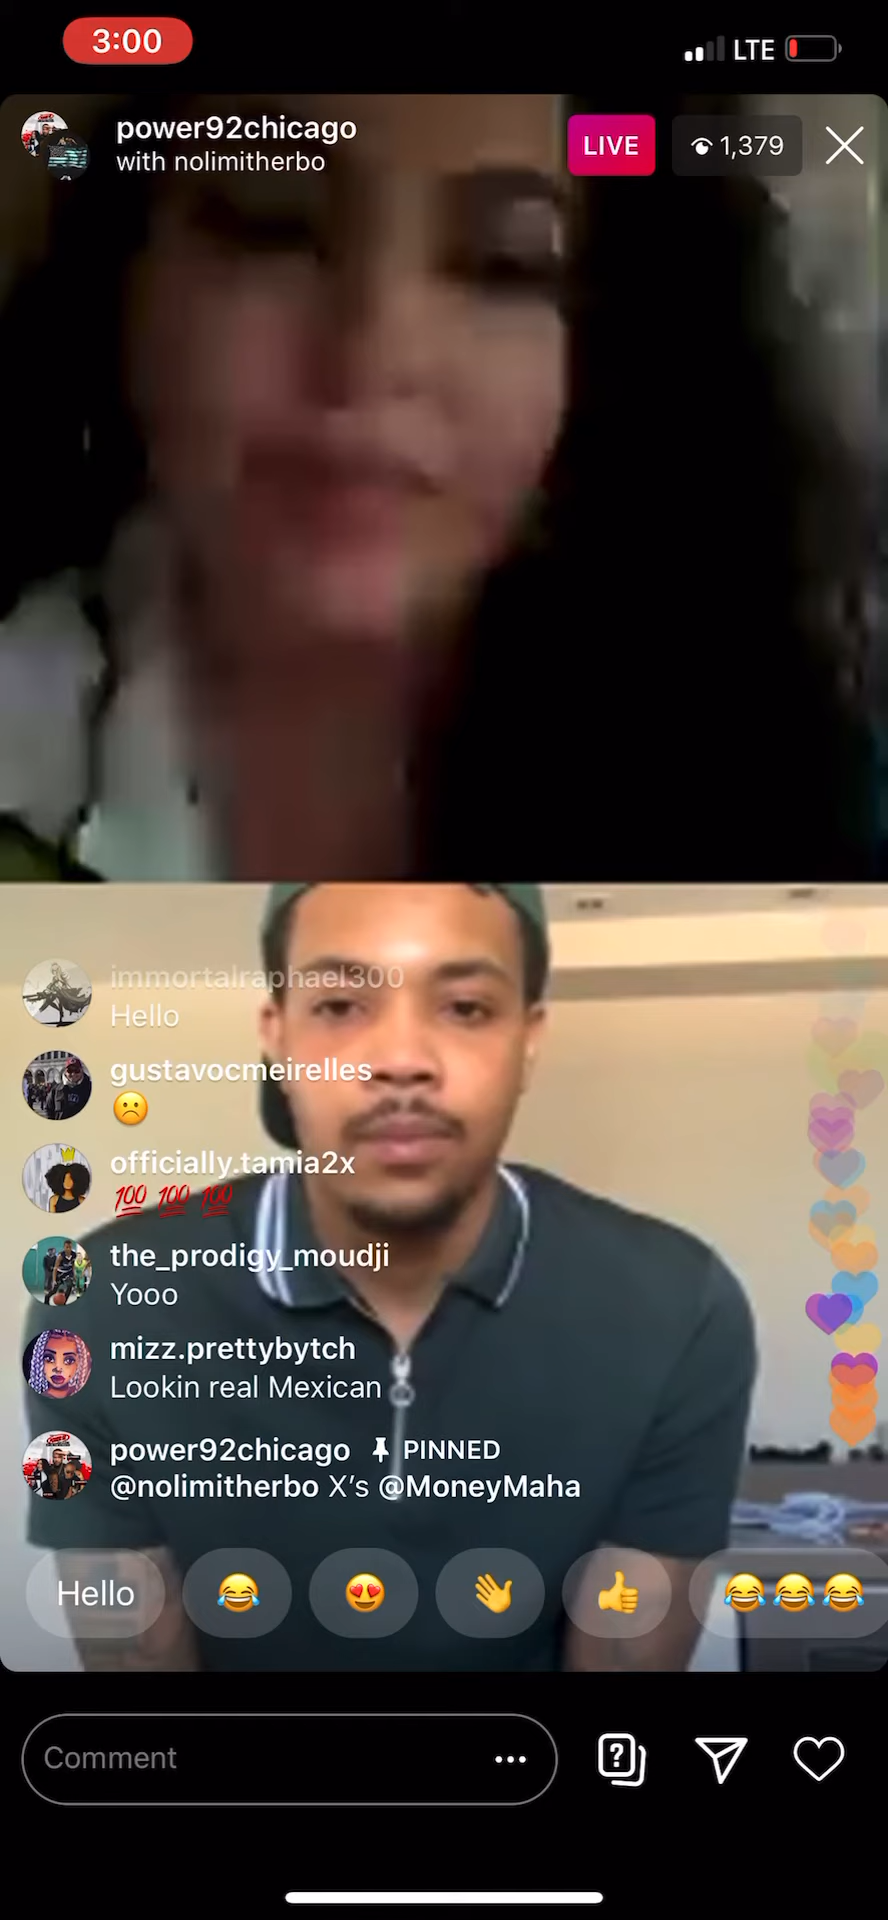 3:00
LTE
power92chicago
with nolimitherbo
LIVE
1,379
immortalraphael300
Hello
gustavocmeirelles
☹️
officially.tamia2x
💯 💯 💯
the_prodigy_moudji
Yooo
mizz.prettybytch
Lookin real Mexican
power92chicago PINNED
@nolimitherbo X's @MoneyMaha
Hello 😂 😍 👋 👍 😂😂😂
Comment